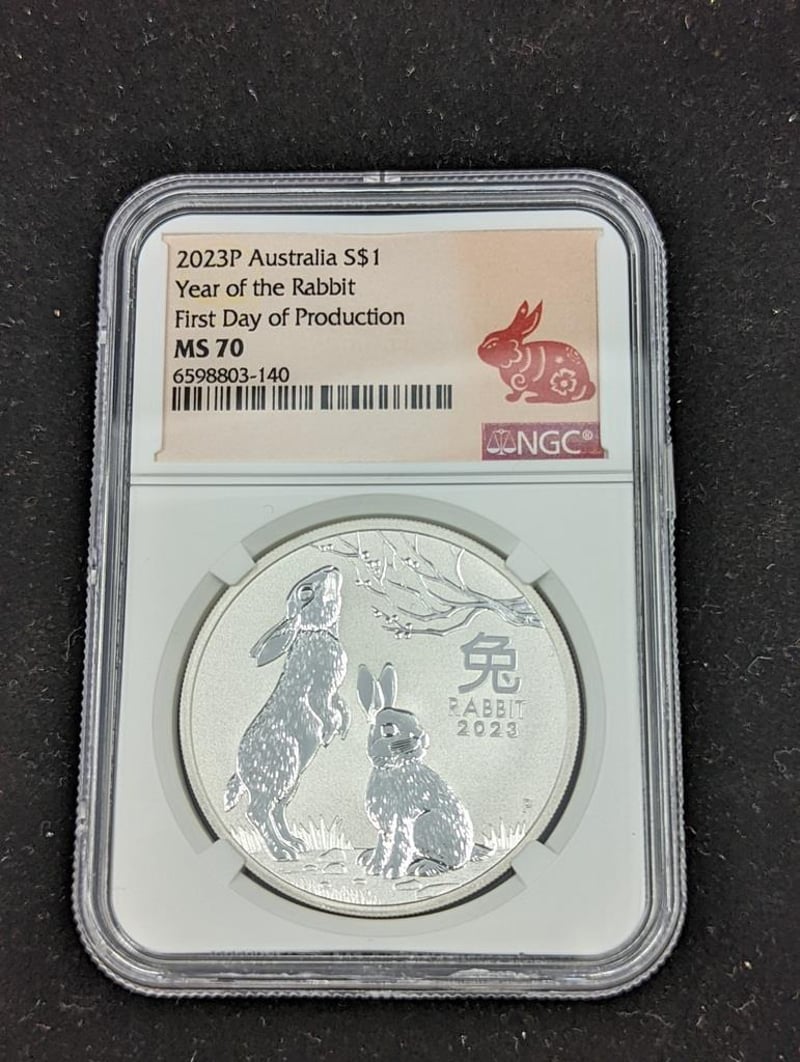 2023P Australia S$1
Year of the Rabbit
First Day of Production
MS 70
6598803-140
NGC®
兔
RABBIT
2023